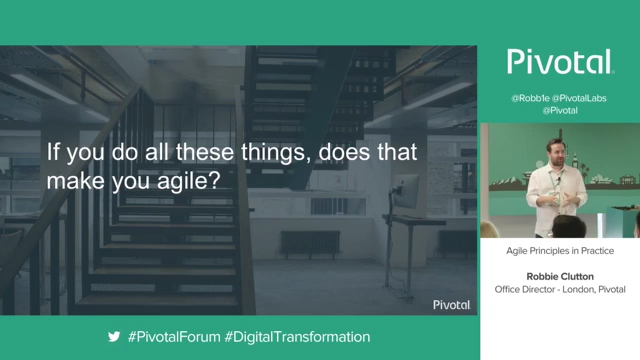 If you do all these things, does that
make you agile?
Pivotal
#PivotalForum #DigitalTransformation
Pivotal
@Robb1e @PivotalLabs
@Pivotal
Agile Principles in Practice
Robbie Clutton
Office Director - London, Pivotal